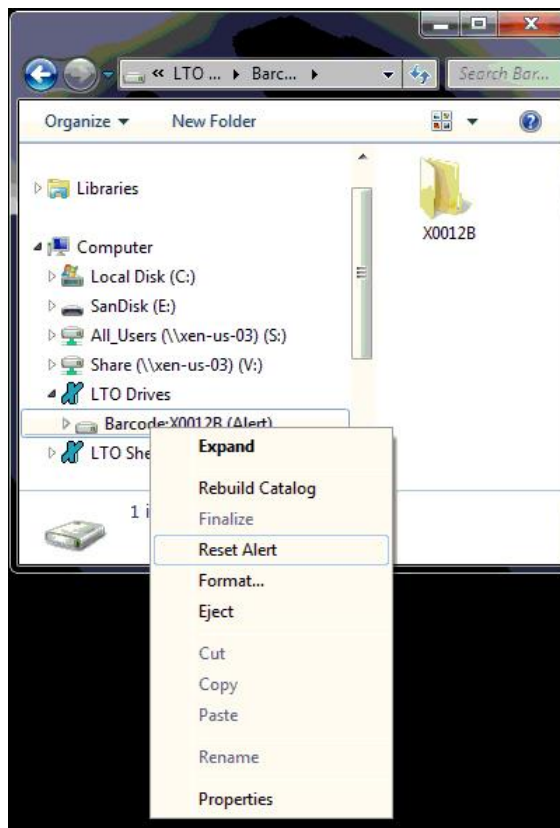 « LTO ... ▸ Barc... ▸
Search Bar...
Organize
New Folder
Libraries
X0012B
Computer
Local Disk (C:)
SanDisk (E:)
All_Users (\\xen-us-03) (S:)
Share (\\xen-us-03) (V:)
LTO Drives
Barcode:X0012B (Alert)
LTO She
1 i
Expand
Rebuild Catalog
Finalize
Reset Alert
Format...
Eject
Cut
Copy
Paste
Rename
Properties